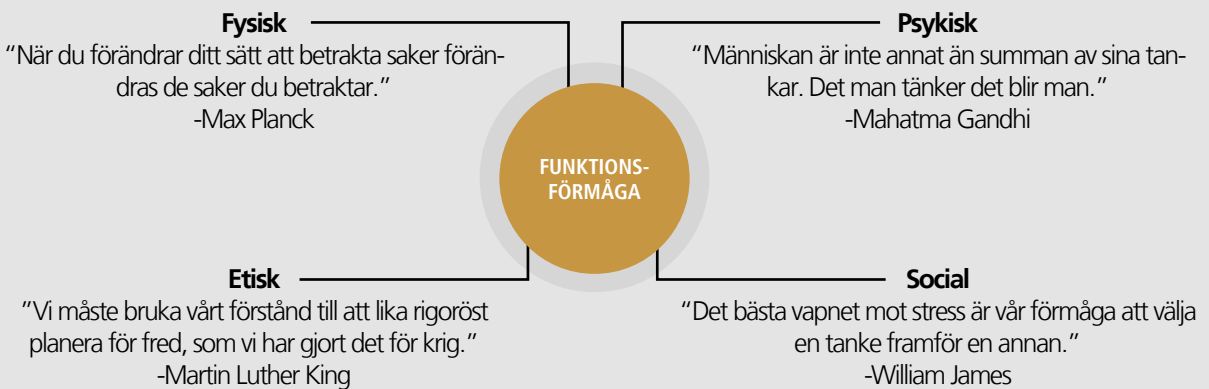 Fysisk
"När du förändrar ditt sätt att betrakta saker förän-
dras de saker du betraktar."
-Max Planck
Psykisk
"Människan är inte annat än summan av sina tan-
kar. Det man tänker det blir man."
-Mahatma Gandhi
FUNKTIONS-
FÖRMÅGA
Etisk
"Vi måste bruka vårt förstånd till att lika rigoröst
planera för fred, som vi har gjort det för krig."
-Martin Luther King
Social
"Det bästa vapnet mot stress är vår förmåga att välja
en tanke framför en annan."
-William James